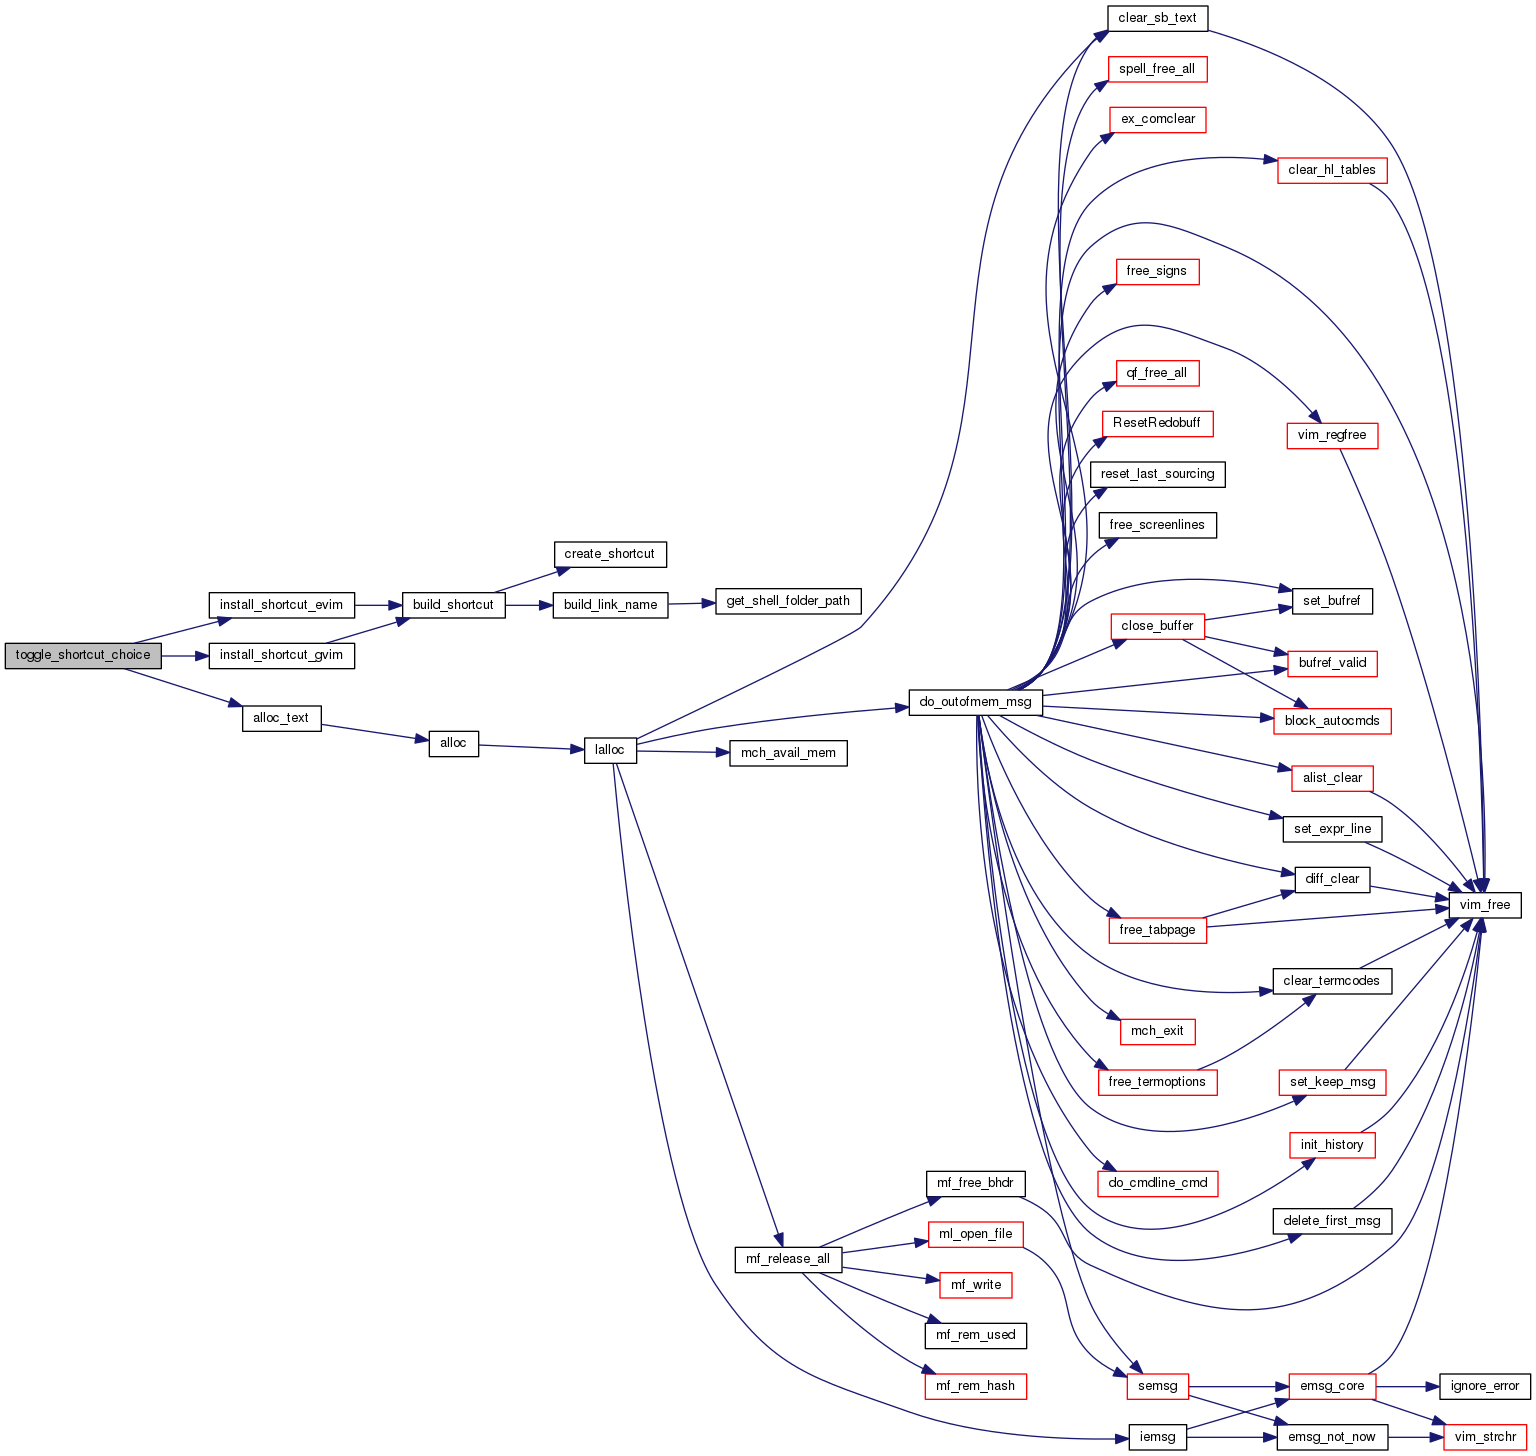 clear_sb_text
spell_free_all
ex_comclear
clear_hl_tables
free_signs
qf_free_all
ResetRedobuff
vim_regfree
reset_last_sourcing
free_screenlines
create_shortcut
install_shortcut_evim
build_shortcut
build_link_name
get_shell_folder_path
set_bufref
close_buffer
toggle_shortcut_choice
install_shortcut_gvim
bufref_valid
do_outofmem_msg
alloc_text
block_autocmds
alloc
lalloc
mch_avail_mem
alist_clear
set_expr_line
diff_clear
vim_free
free_tabpage
clear_termcodes
mch_exit
free_termoptions
set_keep_msg
init_history
mf_free_bhdr
do_cmdline_cmd
delete_first_msg
ml_open_file
mf_release_all
mf_write
mf_rem_used
mf_rem_hash
semsg
emsg_core
ignore_error
iemsg
emsg_not_now
vim_strchr